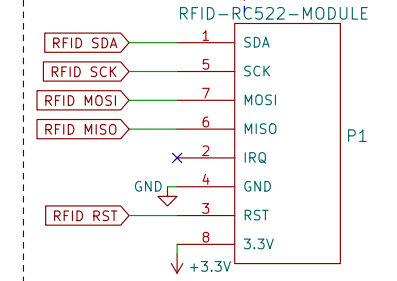 RFID-RC522-MODULE
RFID SDA 1 SDA
RFID SCK 5 SCK
RFID MOSI 7 MOSI
RFID MISO 6 MISO
P1
2 IRQ
GND 4 GND
RFID RST 3 RST
8 3.3V
+3.3V